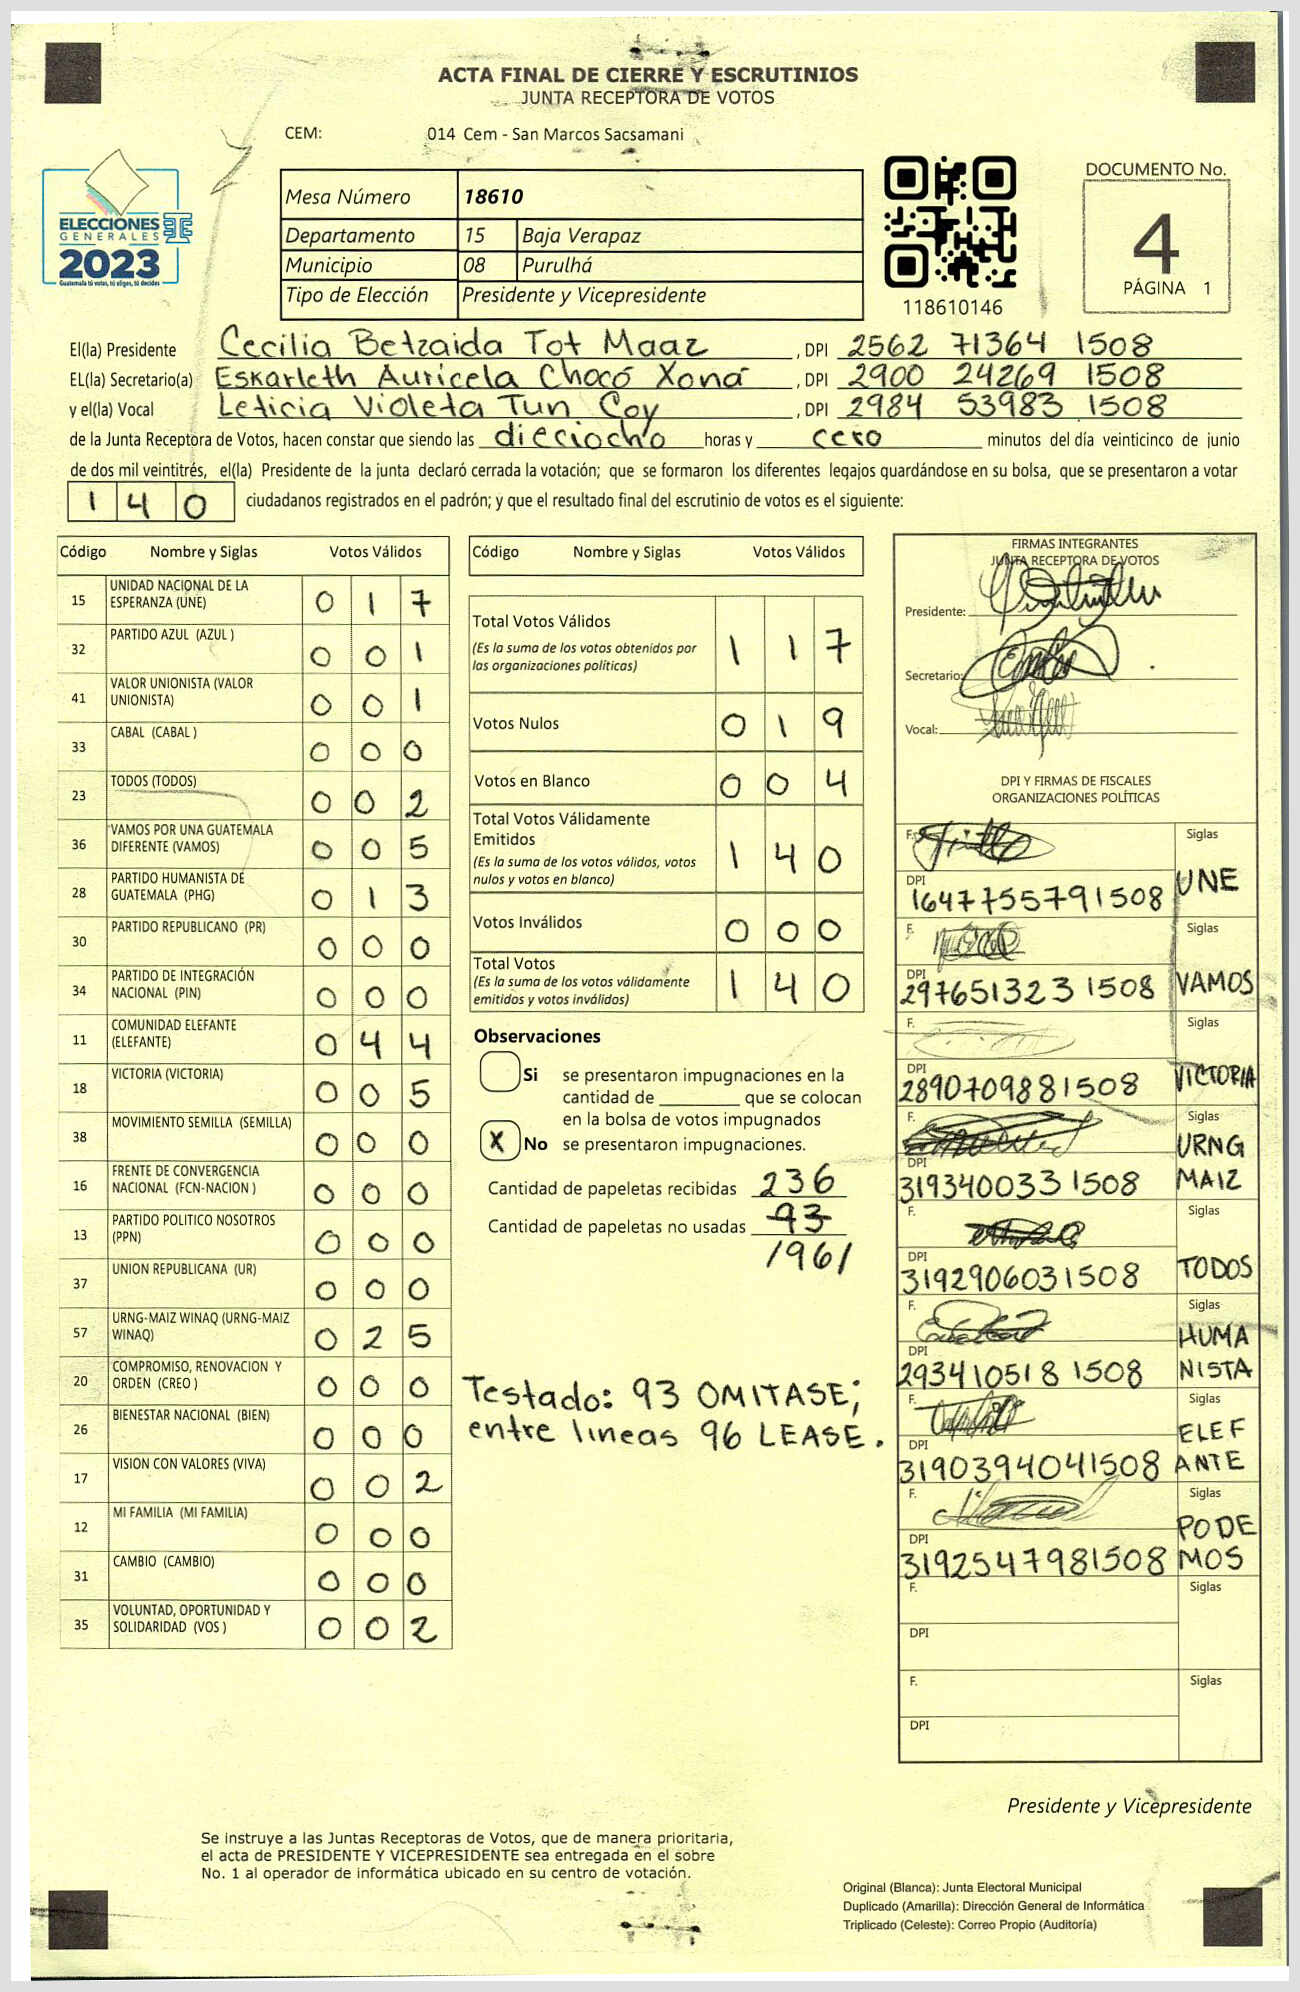 ACTA FINAL DE CIERRE Y ESCRUTINIOS
JUNTA RECEPTORA DE VOTOS
CEM: 014 Cem - San Marcos Sacsamani
ELECCIONES
GENERALES
2023
Guatemala tú votas, tú eliges, tú decides
Mesa Número 18610
Departamento 15 Baja Verapaz
Municipio 08 Purulhá
Tipo de Elección Presidente y Vicepresidente
118610146
DOCUMENTO No.
4
PÁGINA 1
El(la) Presidente Cecilia Betzaida Tot Maaz , DPI 2562 71364 1508
EL(la) Secretario(a) Eskarleth Auricela Chocó Xoná , DPI 2900 24269 1508
y el(la) Vocal Leticia Violeta Tun Coy , DPI 2984 53983 1508
de la Junta Receptora de Votos, hacen constar que siendo las dieciocho horas y cero minutos del día veinticinco de junio
de dos mil veintitrés, el(la) Presidente de la junta declaró cerrada la votación; que se formaron los diferentes legajos guardándose en su bolsa, que se presentaron a votar
140 ciudadanos registrados en el padrón; y que el resultado final del escrutinio de votos es el siguiente:
Código Nombre y Siglas Votos Válidos
15 UNIDAD NACIONAL DE LA ESPERANZA (UNE) 0 1 7
32 PARTIDO AZUL (AZUL ) 0 0 1
41 VALOR UNIONISTA (VALOR UNIONISTA) 0 0 1
33 CABAL (CABAL ) 0 0 0
23 TODOS (TODOS) 0 0 2
36 VAMOS POR UNA GUATEMALA DIFERENTE (VAMOS) 0 0 5
28 PARTIDO HUMANISTA DE GUATEMALA (PHG) 0 1 3
30 PARTIDO REPUBLICANO (PR) 0 0 0
34 PARTIDO DE INTEGRACIÓN NACIONAL (PIN) 0 0 0
11 COMUNIDAD ELEFANTE (ELEFANTE) 0 4 4
18 VICTORIA (VICTORIA) 0 0 5
38 MOVIMIENTO SEMILLA (SEMILLA) 0 0 0
16 FRENTE DE CONVERGENCIA NACIONAL (FCN-NACION ) 0 0 0
13 PARTIDO POLITICO NOSOTROS (PPN) 0 0 0
37 UNION REPUBLICANA (UR) 0 0 0
57 URNG-MAIZ WINAQ (URNG-MAIZ WINAQ) 0 2 5
20 COMPROMISO, RENOVACION Y ORDEN (CREO ) 0 0 0
26 BIENESTAR NACIONAL (BIEN) 0 0 0
17 VISION CON VALORES (VIVA) 0 0 2
12 MI FAMILIA (MI FAMILIA) 0 0 0
31 CAMBIO (CAMBIO) 0 0 0
35 VOLUNTAD, OPORTUNIDAD Y SOLIDARIDAD (VOS ) 0 0 2
Código Nombre y Siglas Votos Válidos
Total Votos Válidos 1 1 7
(Es la suma de los votos obtenidos por
las organizaciones políticas)
Votos Nulos 0 1 9
Votos en Blanco 0 0 4
Total Votos Válidamente
Emitidos 1 4 0
(Es la suma de los votos válidos, votos
nulos y votos en blanco)
Votos Inválidos 0 0 0
Total Votos 1 4 0
(Es la suma de los votos válidamente
emitidos y votos inválidos)
Observaciones
Si se presentaron impugnaciones en la
cantidad de ________ que se colocan
en la bolsa de votos impugnados
X No se presentaron impugnaciones.
Cantidad de papeletas recibidas 236
Cantidad de papeletas no usadas 93
/96/
Testado: 93 OMITASE;
entre lineas 96 LEASE.
FIRMAS INTEGRANTES
JUNTA RECEPTORA DE VOTOS
Presidente:
Secretario:
Vocal:
DPI Y FIRMAS DE FISCALES
ORGANIZACIONES POLÍTICAS
F. Siglas
DPI 1647755791508 UNE
F. Siglas
DPI 2976513231508 VAMOS
F. Siglas
DPI 2890709881508 VICTORIA
F. Siglas
URNG
DPI 3193400331508 MAIZ
F. Siglas
DPI 3192906031508 TODOS
F. Siglas
HUMA
DPI 2934105181508 NISTA
F. Siglas
ELEF
DPI 3190394041508 ANTE
F. Siglas
PODE
DPI 3192547981508 MOS
F. Siglas
DPI
F. Siglas
DPI
Presidente y Vicepresidente
Se instruye a las Juntas Receptoras de Votos, que de manera prioritaria,
el acta de PRESIDENTE Y VICEPRESIDENTE sea entregada en el sobre
No. 1 al operador de informática ubicado en su centro de votación.
Original (Blanca): Junta Electoral Municipal
Duplicado (Amarilla): Dirección General de Informática
Triplicado (Celeste): Correo Propio (Auditoría)